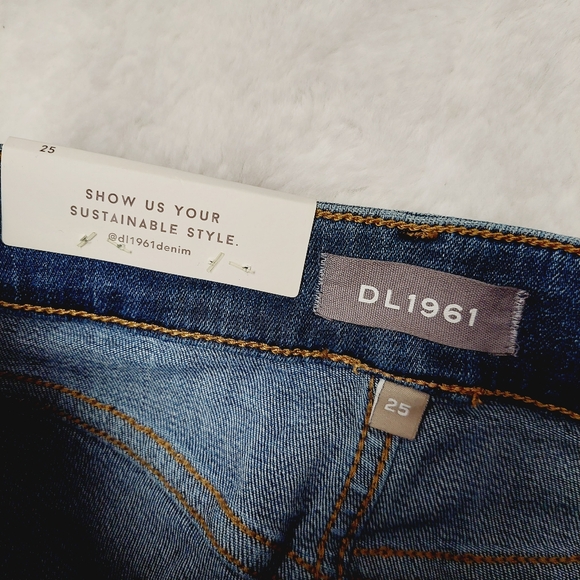 25
SHOW US YOUR
SUSTAINABLE STYLE.
@dl1961denim
DL1961
25